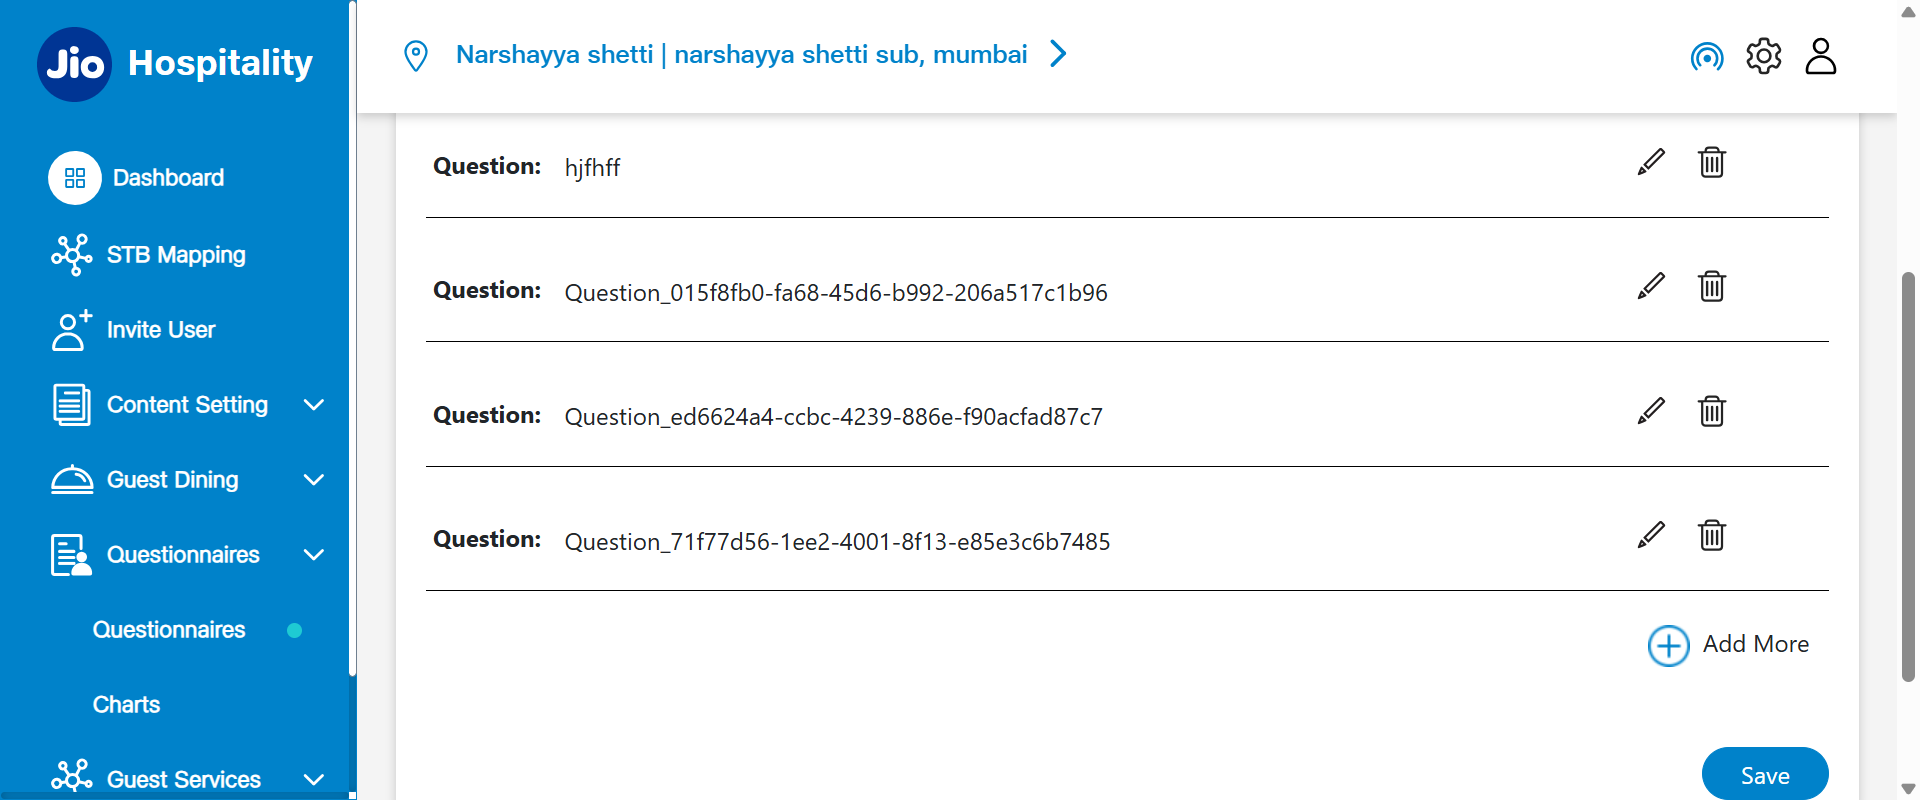 Jio Hospitality
Narshayya shetti | narshayya shetti sub, mumbai
Dashboard
STB Mapping
Invite User
Content Setting
Guest Dining
Questionnaires
Questionnaires
Charts
Guest Services
Question: hjfhff
Question: Question_015f8fb0-fa68-45d6-b992-206a517c1b96
Question: Question_ed6624a4-ccbc-4239-886e-f90acfad87c7
Question: Question_71f77d56-1ee2-4001-8f13-e85e3c6b7485
Add More
Save